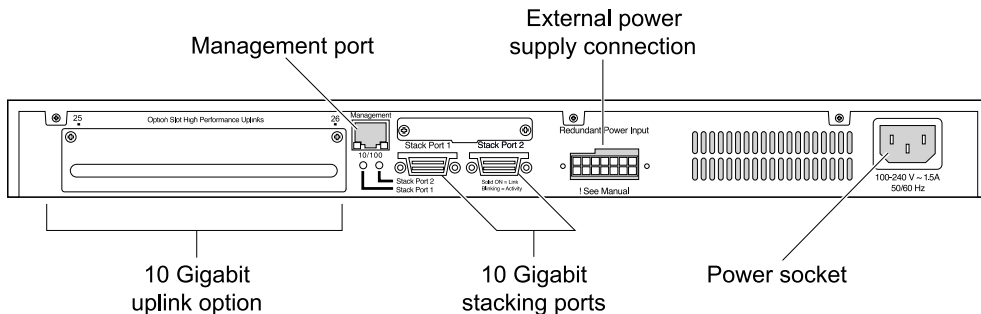 External power
supply connection
Management port
25
Option Slot High Performance Uplinks
26
Management
10/100
Stack Port 1
Stack Port 2
Stack Port 2
Stack Port 1
Solid ON = Link
Blinking = Activity
Redundant Power Input
! See Manual
100-240 V ~ 1.5A
50/60 Hz
10 Gigabit
uplink option
10 Gigabit
stacking ports
Power socket